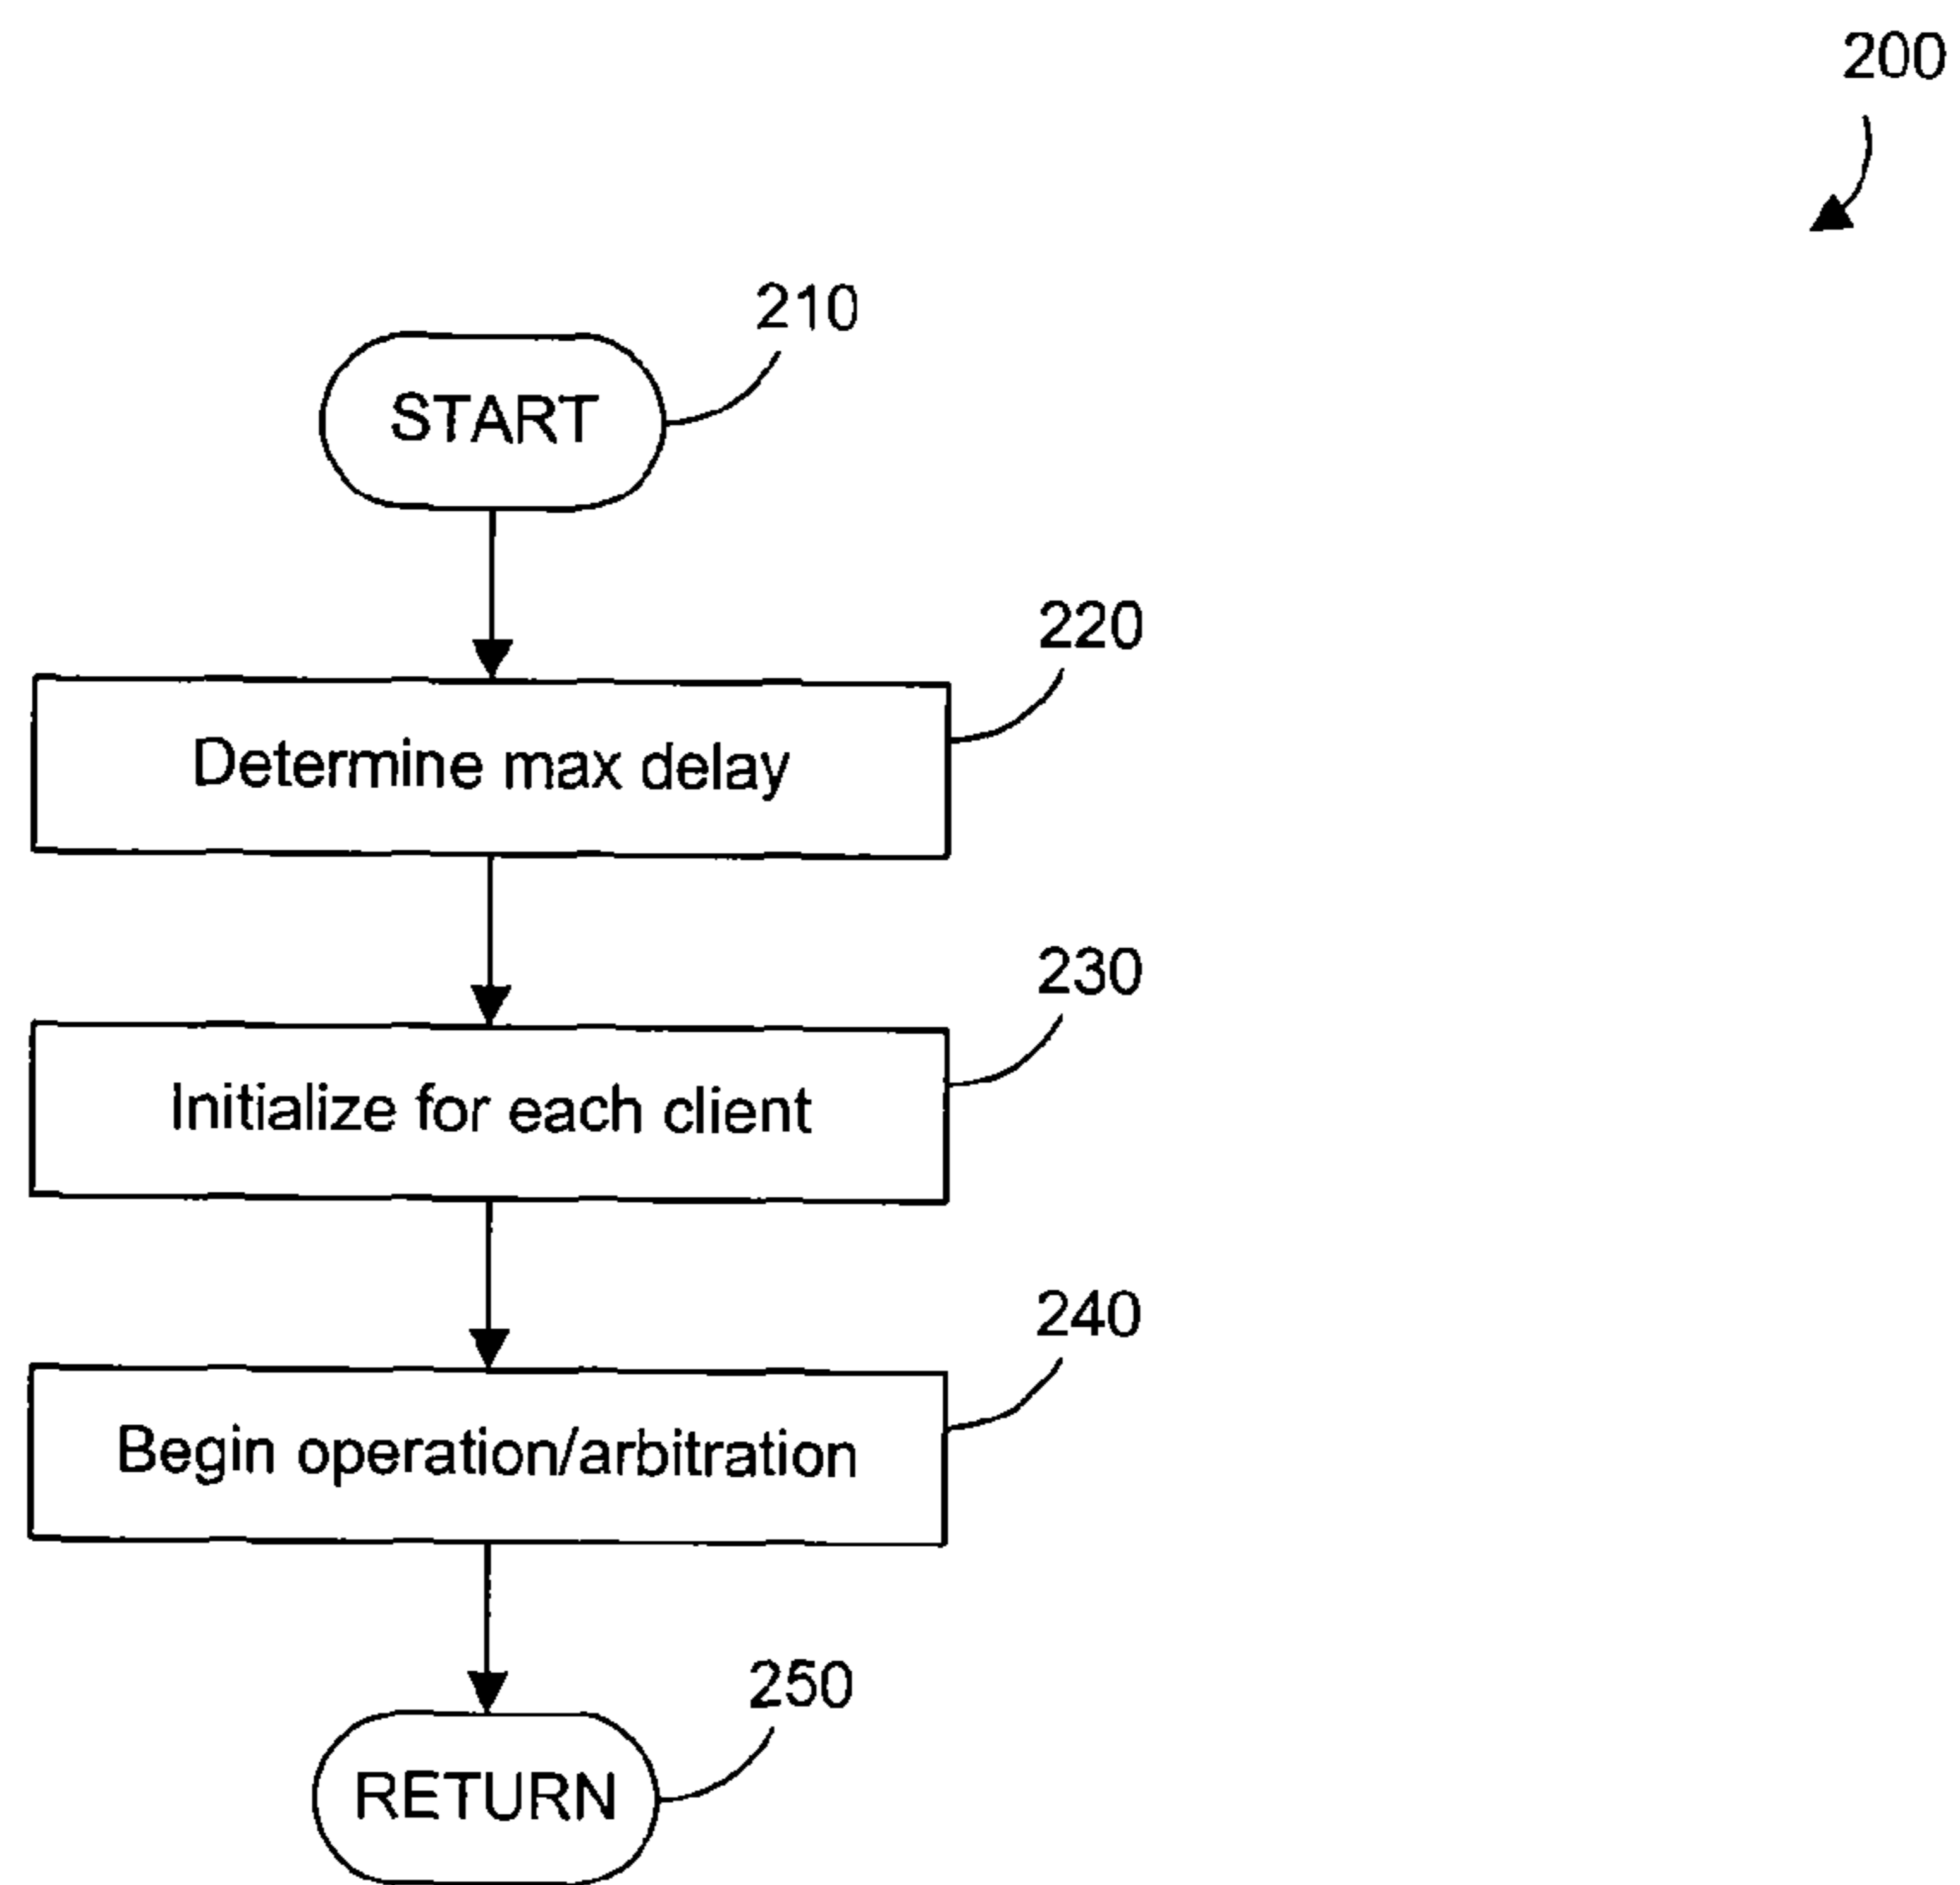 200
210
START
220
Determine max delay
230
Initialize for each client
240
Begin operation/arbitration
250
RETURN